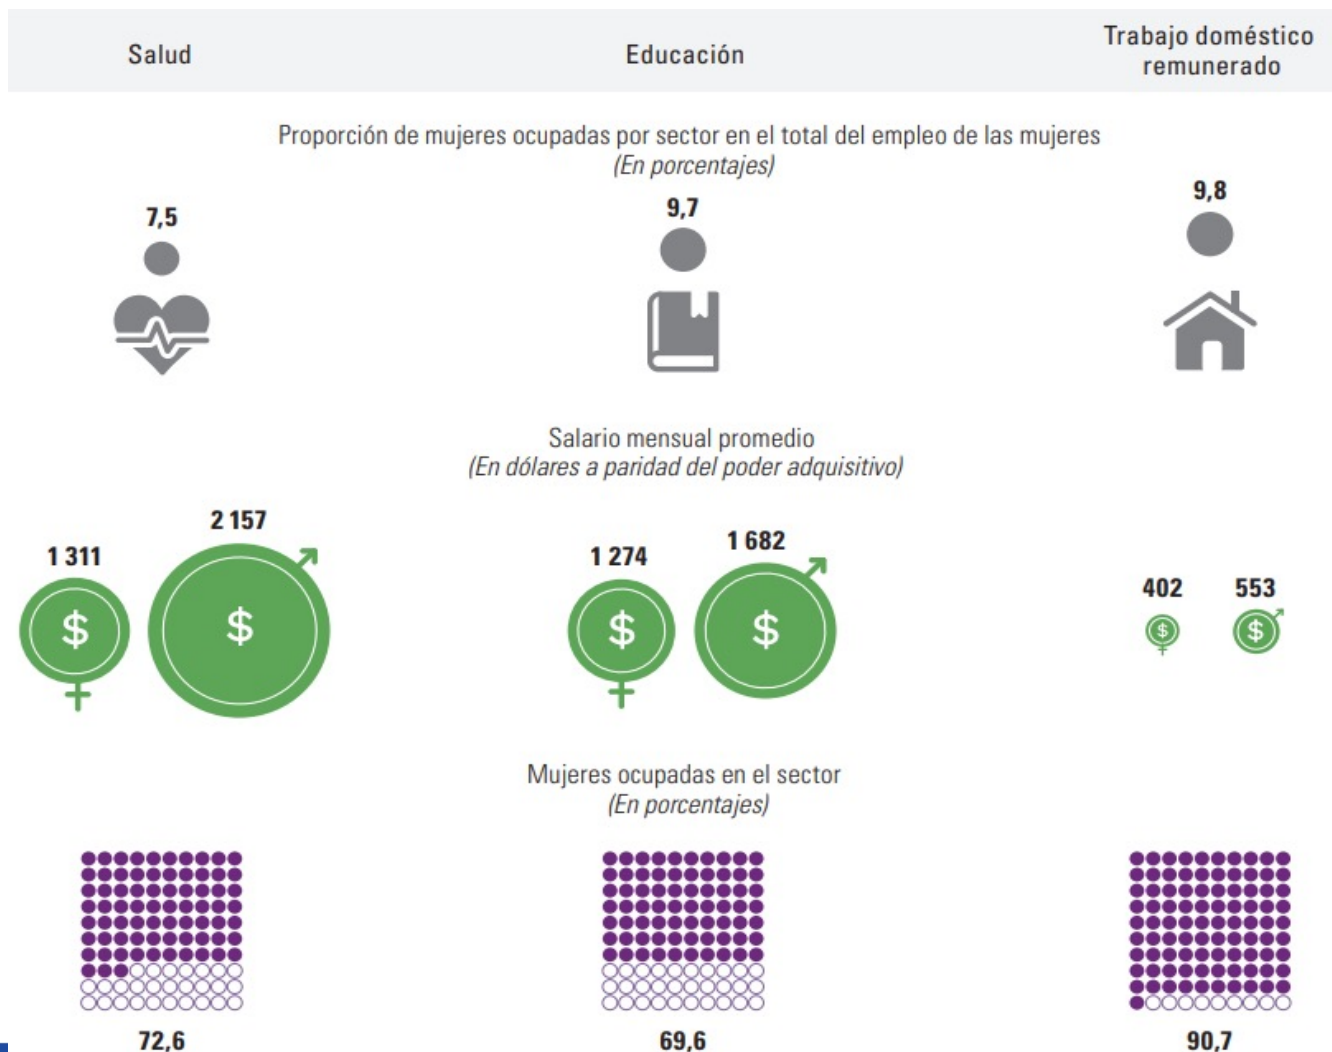 Salud
Educación
Trabajo doméstico
remunerado
Proporción de mujeres ocupadas por sector en el total del empleo de las mujeres
(En porcentajes)
7,5
9,7
9,8
Salario mensual promedio
(En dólares a paridad del poder adquisitivo)
1 311
2 157
1 274
1 682
402
553
$
$
$
$
$
$
Mujeres ocupadas en el sector
(En porcentajes)
72,6
69,6
90,7